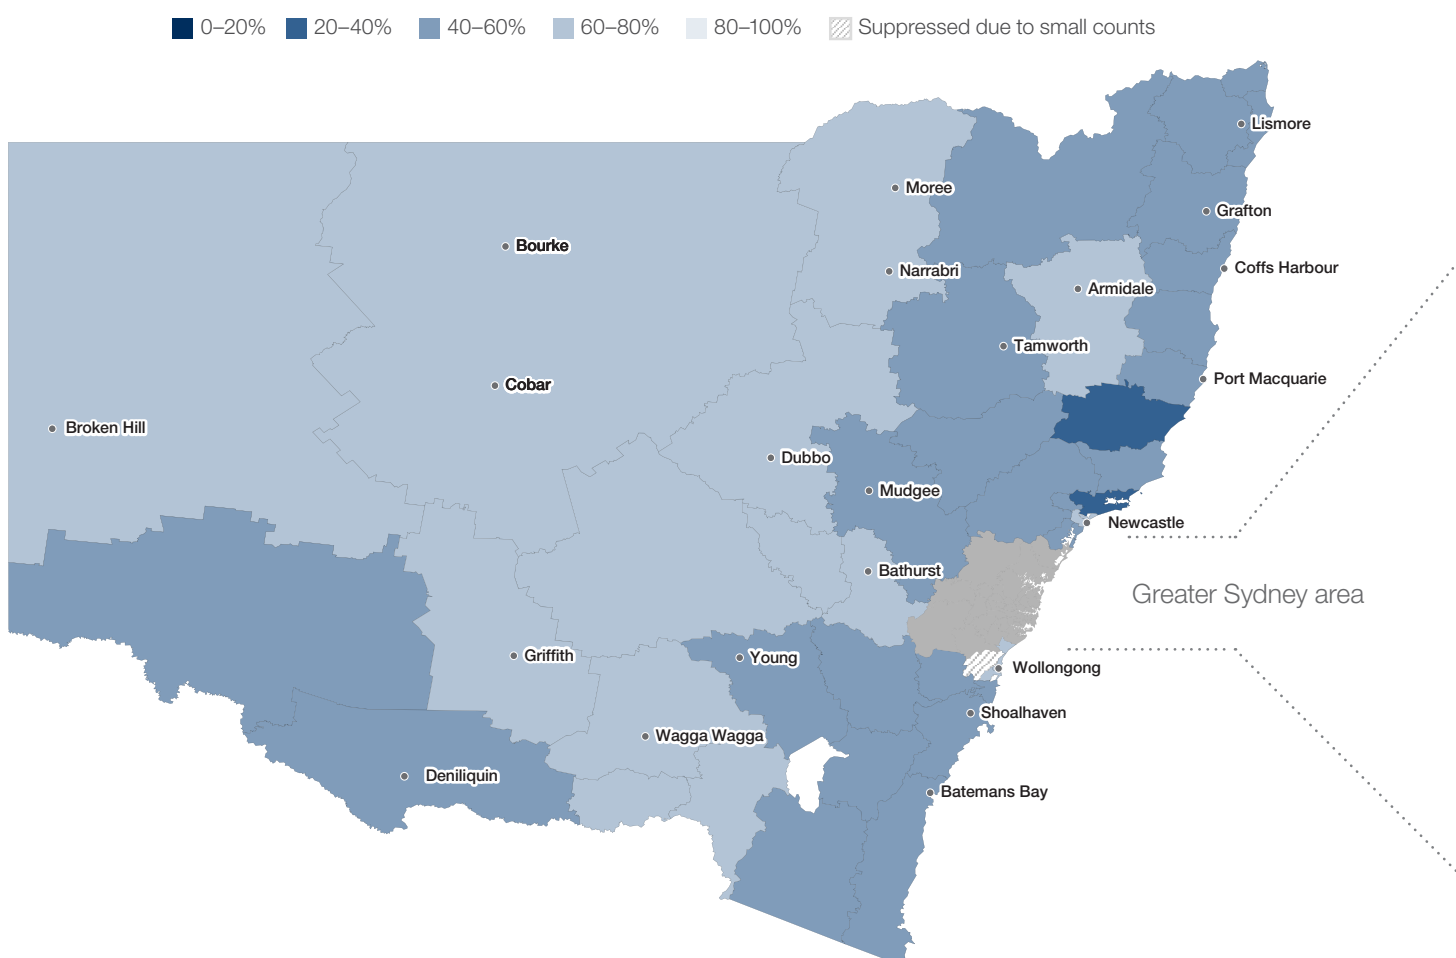 0–20% 20–40% 40–60% 60–80% 80–100% Suppressed due to small counts
Lismore
Moree
Grafton
Bourke
Coffs Harbour
Narrabri
Armidale
Tamworth
Port Macquarie
Cobar
Broken Hill
Dubbo
Mudgee
Newcastle
Bathurst
Greater Sydney area
Griffith
Young
Wollongong
Shoalhaven
Wagga Wagga
Deniliquin
Batemans Bay